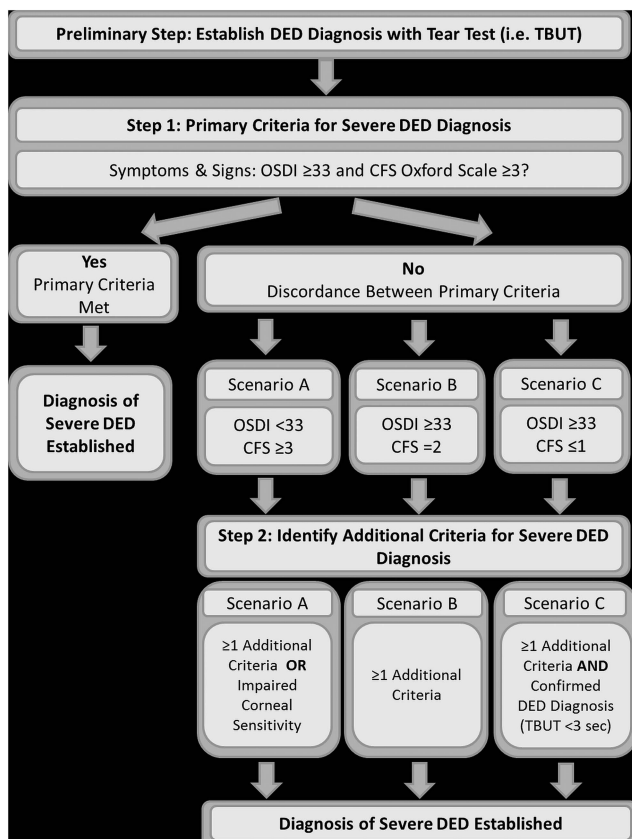 Preliminary Step: Establish DED Diagnosis with Tear Test (i.e. TBUT)
Step 1: Primary Criteria for Severe DED Diagnosis
Symptoms & Signs: OSDI ≥33 and CFS Oxford Scale ≥3?
Yes
Primary Criteria
Met
No
Discordance Between Primary Criteria
Diagnosis of
Severe DED
Established
Scenario A
OSDI <33
CFS ≥3
Scenario B
OSDI ≥33
CFS =2
Scenario C
OSDI ≥33
CFS ≤1
Step 2: Identify Additional Criteria for Severe DED
Diagnosis
Scenario A
≥1 Additional
Criteria OR
Impaired
Corneal
Sensitivity
Scenario B
≥1 Additional
Criteria
Scenario C
≥1 Additional
Criteria AND
Confirmed
DED Diagnosis
(TBUT <3 sec)
Diagnosis of Severe DED Established